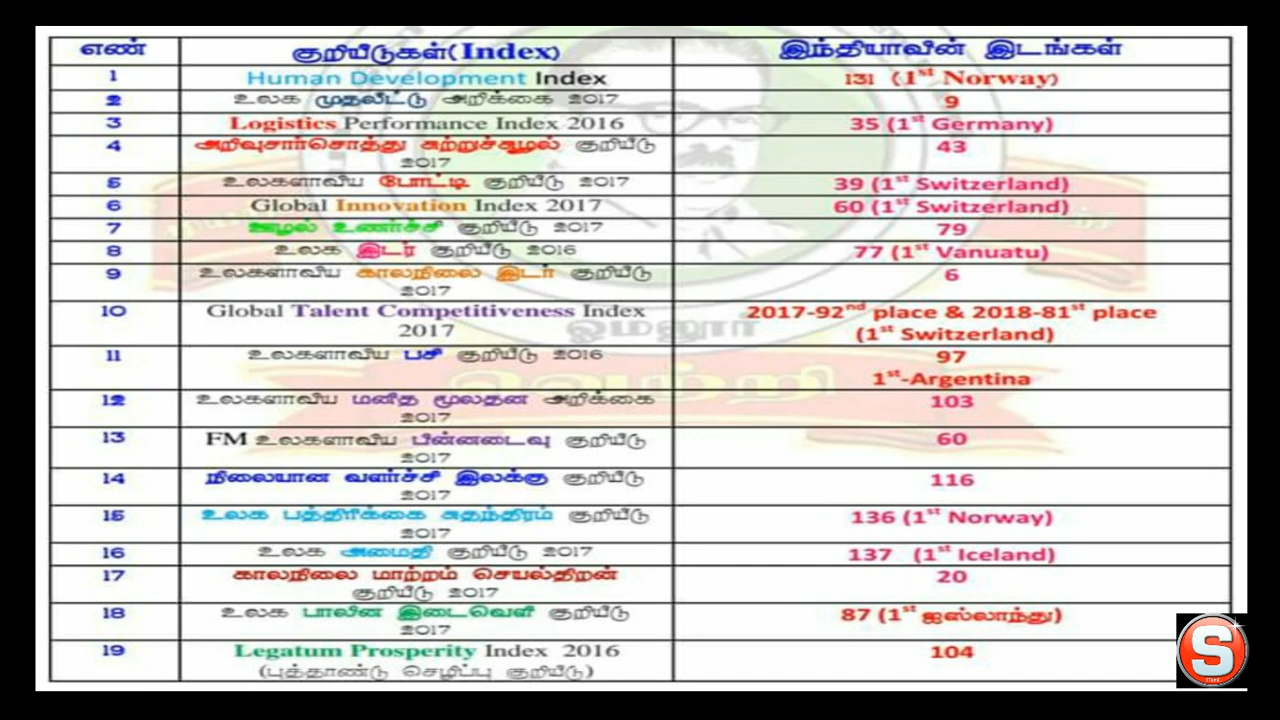 எண் குறியீடுகள்(Index) இந்தியாவின் இடங்கள்
1 Human Development Index 131 (1st Norway)
2 உலக முதலீட்டு அறிக்கை 2017 9
3 Logistics Performance Index 2016 35 (1st Germany)
4 அறிவுசார்சொத்து சுற்றுச்சூழல் குறியீடு 43
2017
5 உலகளாவிய போட்டி குறியீடு 2017 39 (1st Switzerland)
6 Global Innovation Index 2017 60 (1st Switzerland)
7 ஊழல் உணர்ச்சி குறியீடு 2017 79
8 உலக இடர் குறியீடு 2016 77 (1st Vanuatu)
9 உலகளாவிய காலநிலை இடர் குறியீடு 6
2017
10 Global Talent Competitiveness Index 2017-92nd place & 2018-81st place
2017 (1st Switzerland)
11 உலகளாவிய பசி குறியீடு 2016 97
1st-Argentina
12 உலகளாவிய மனித மூலதன அறிக்கை 103
2017
13 FM உலகளாவிய பின்னடைவு குறியீடு 60
2017
14 நிலையான வளர்ச்சி இலக்கு குறியீடு 116
2017
15 உலக பத்திரிக்கை சுதந்திரம் குறியீடு 136 (1st Norway)
2017
16 உலக அமைதி குறியீடு 2017 137 (1st Iceland)
17 காலநிலை மாற்றம் செயல்திறன் 20
குறியீடு 2017
18 உலக பாலின இடைவெளி குறியீடு 87 (1st ஐஸ்லாந்து)
2017
19 Legatum Prosperity Index 2016 104
(புத்தாண்டு செழிப்பு குறியீடு)
ஓமலூர்
வெற்றி
S